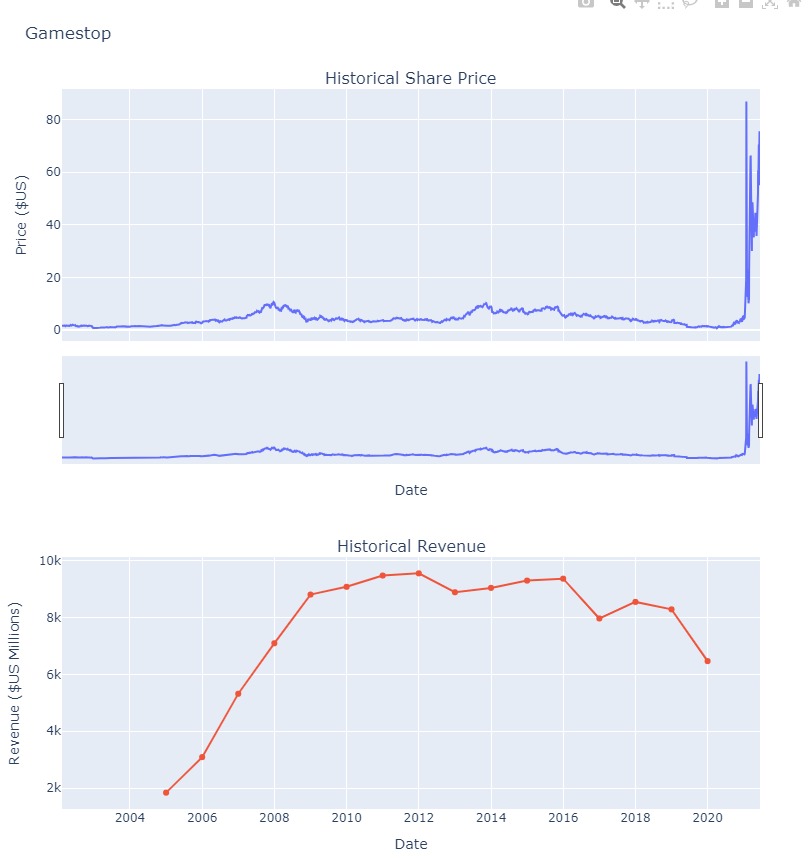 Gamestop
Historical Share Price
80
60
40
20
0
Price ($US)
Date
Historical Revenue
10k
8k
6k
4k
2k
Revenue ($US Millions)
2004 2006 2008 2010 2012 2014 2016 2018 2020
Date